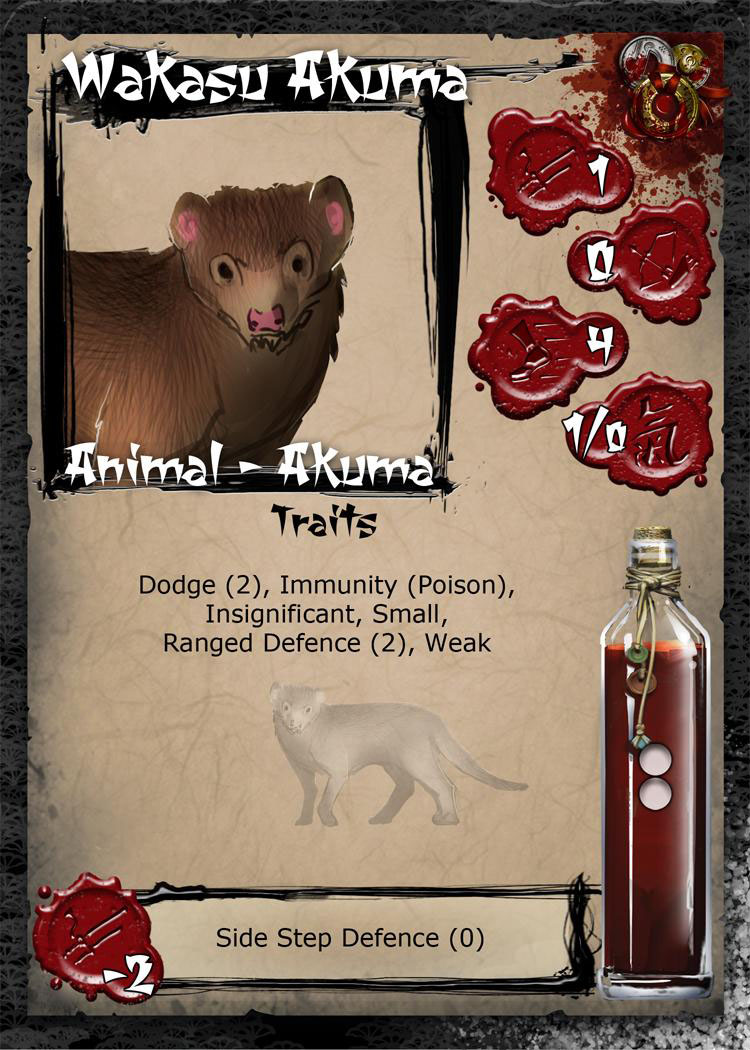 Wakasu Akuma
1
0
4
1/0
氣
Animal - Akuma
Traits
Dodge (2), Immunity (Poison),
Insignificant, Small,
Ranged Defence (2), Weak
Side Step Defence (0)
-2